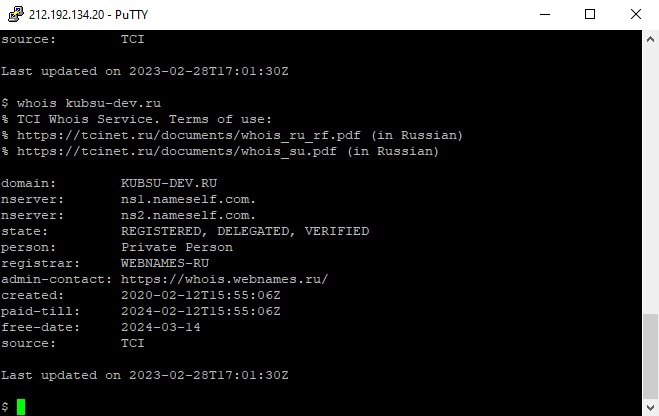 212.192.134.20 - PuTTY
source:        TCI
Last updated on 2023-02-28T17:01:30Z
$ whois kubsu-dev.ru
% TCI Whois Service. Terms of use:
% https://tcinet.ru/documents/whois_ru_rf.pdf (in Russian)
% https://tcinet.ru/documents/whois_su.pdf (in Russian)
domain:        KUBSU-DEV.RU
nserver:       ns1.nameself.com.
nserver:       ns2.nameself.com.
state:         REGISTERED, DELEGATED, VERIFIED
person:        Private Person
registrar:     WEBNAMES-RU
admin-contact: https://whois.webnames.ru/
created:       2020-02-12T15:55:06Z
paid-till:     2024-02-12T15:55:06Z
free-date:     2024-03-14
source:        TCI
Last updated on 2023-02-28T17:01:30Z
$